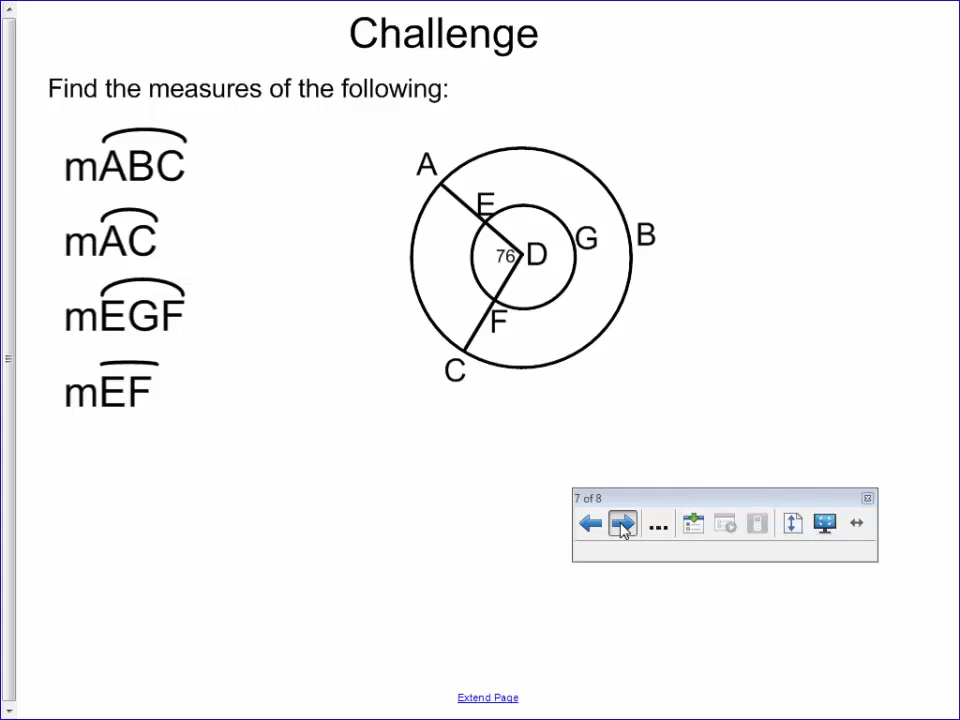 Challenge
Find the measures of the following:
mABC
mAC
mEGF
mEF
A
E
G
B
76
D
F
C
7 of 8
...
Extend Page